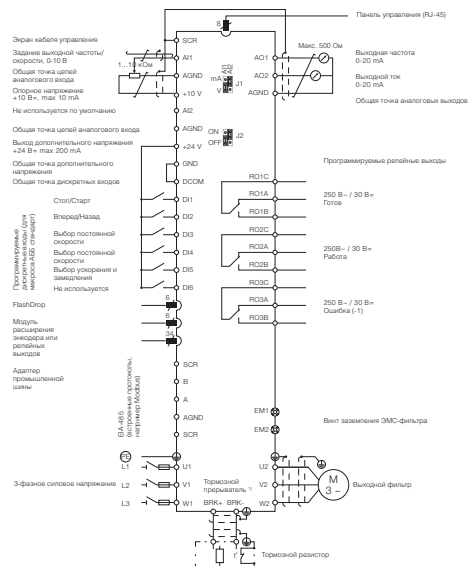 8
Панель управления (RJ-45)
Экран кабеля управления
SCR
Задание выходной частоты/
скорости, 0-10 В
AI1
1...10 кОм
Общая точка цепей
аналогового входа
AGND
Опорное напряжение
+10 В=, max 10 mA
+10 V
Не используется по умолчанию
AI2
Общая точка цепей аналогового входа
AGND
Выход дополнительного напряжения
+24 В= max 200 mA
+24 V
Общая точка дополнительного
напряжения
GND
Общая точка дискретных входов
DCOM
AI1
AI2
mA
V
J1
ON
OFF
J2
Макс. 500 Ом
AO1
Выходная частота
0-20 mA
AO2
Выходной ток
0-20 mA
AGND
Общая точка аналоговых выходов
Программируемые релейные выходы
Программируемые
дискретные входы (для
макроса АББ стандарт)
Стоп/Старт
DI1
Вперед/Назад
DI2
Выбор постоянной
скорости
DI3
Выбор постоянной
скорости
DI4
Выбор ускорения и
замедления
DI5
Не используется
DI6
RO1C
RO1A
RO1B
250 В~ / 30 В=
Готов
RO2C
RO2A
RO2B
250В~ / 30 В=
Работа
RO3C
RO3A
RO3B
250 В~ / 30 В=
Ошибка (-1)
FlashDrop
6
Модуль
расширения
энкодера или
релейных
выходов
6
34
Адаптер
промышленной
шины
EIA-485
(встроенные протоколы,
например Modbus)
SCR
B
A
AGND
SCR
EM1
EM2
Винт заземления ЭМС-фильтра
PE
3-фазное силовое напряжение
L1
U1
L2
V1
L3
W1
U2
V2
W2
M
3 ~
Выходной фильтр
Тормозной
прерыватель 1)
BRK+ BRK-
t°
Тормозной резистор